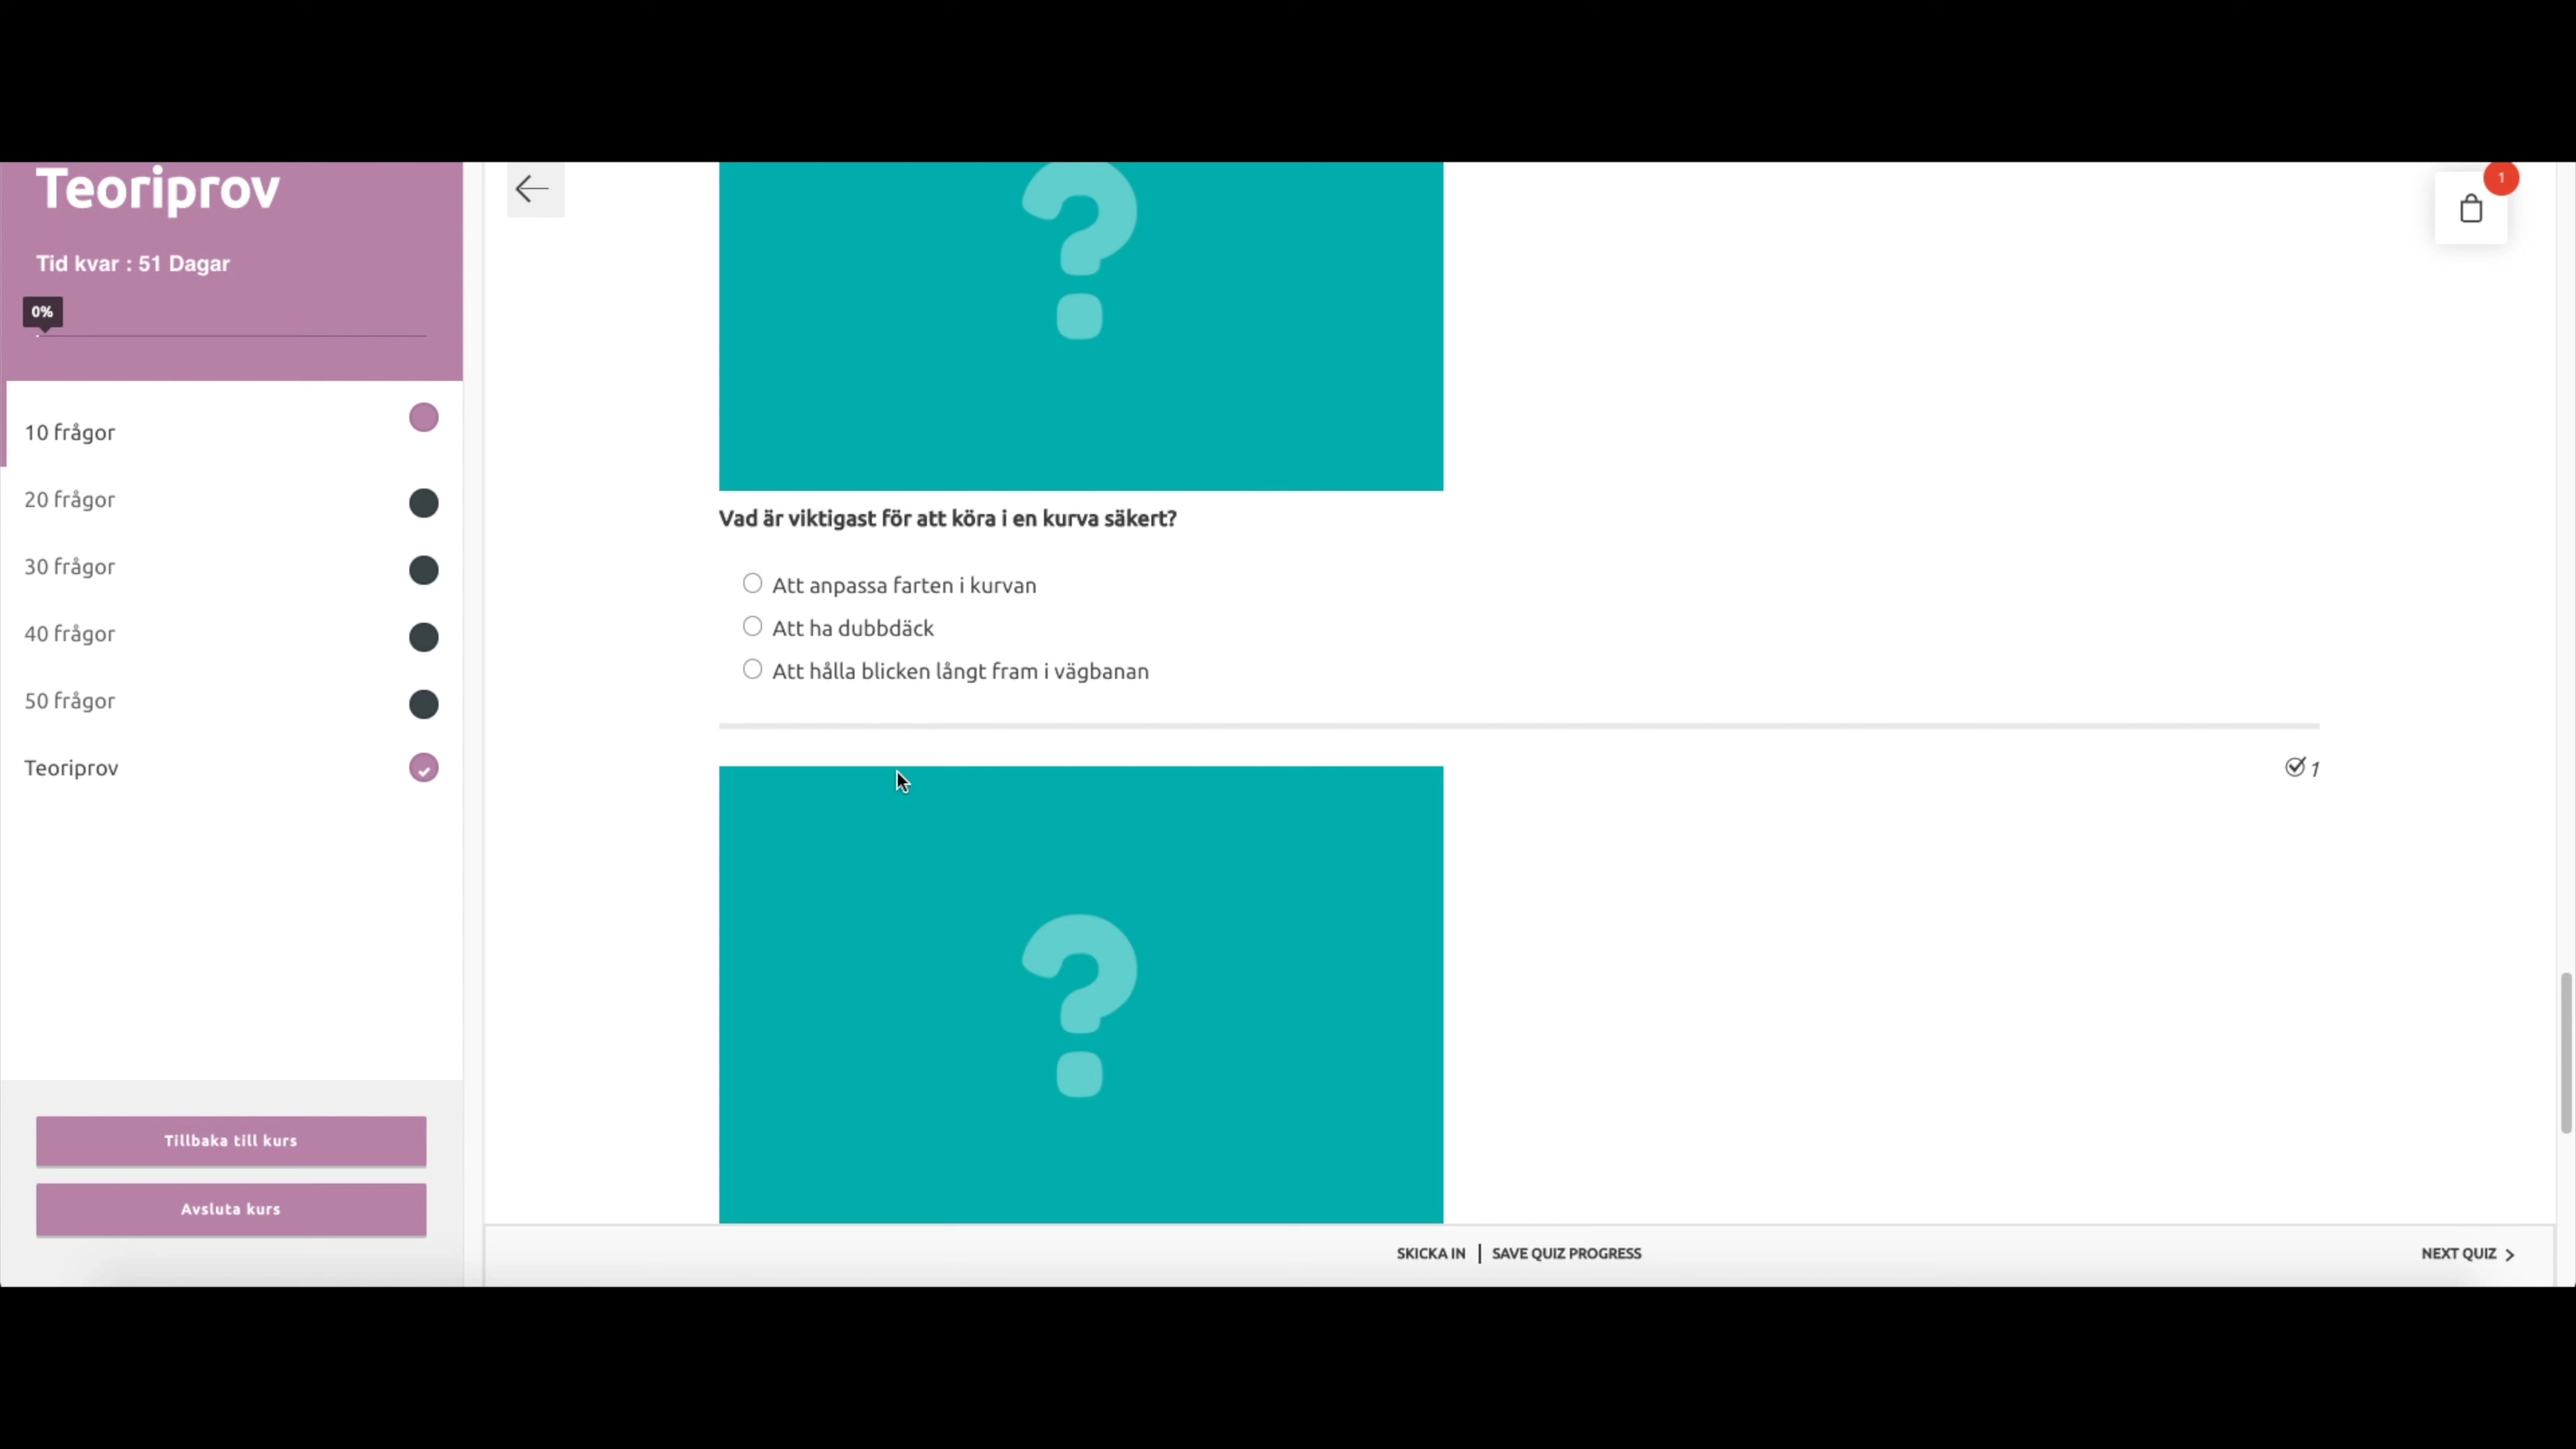 Teoriprov
Tid kvar : 51 Dagar
0%
10 frågor
20 frågor
30 frågor
40 frågor
50 frågor
Teoriprov
Tillbaka till kurs
Avsluta kurs
?
1
Vad är viktigast för att köra i en kurva säkert?
Att anpassa farten i kurvan
Att ha dubbdäck
Att hålla blicken långt fram i vägbanan
1
?
SKICKA IN | SAVE QUIZ PROGRESS
NEXT QUIZ >